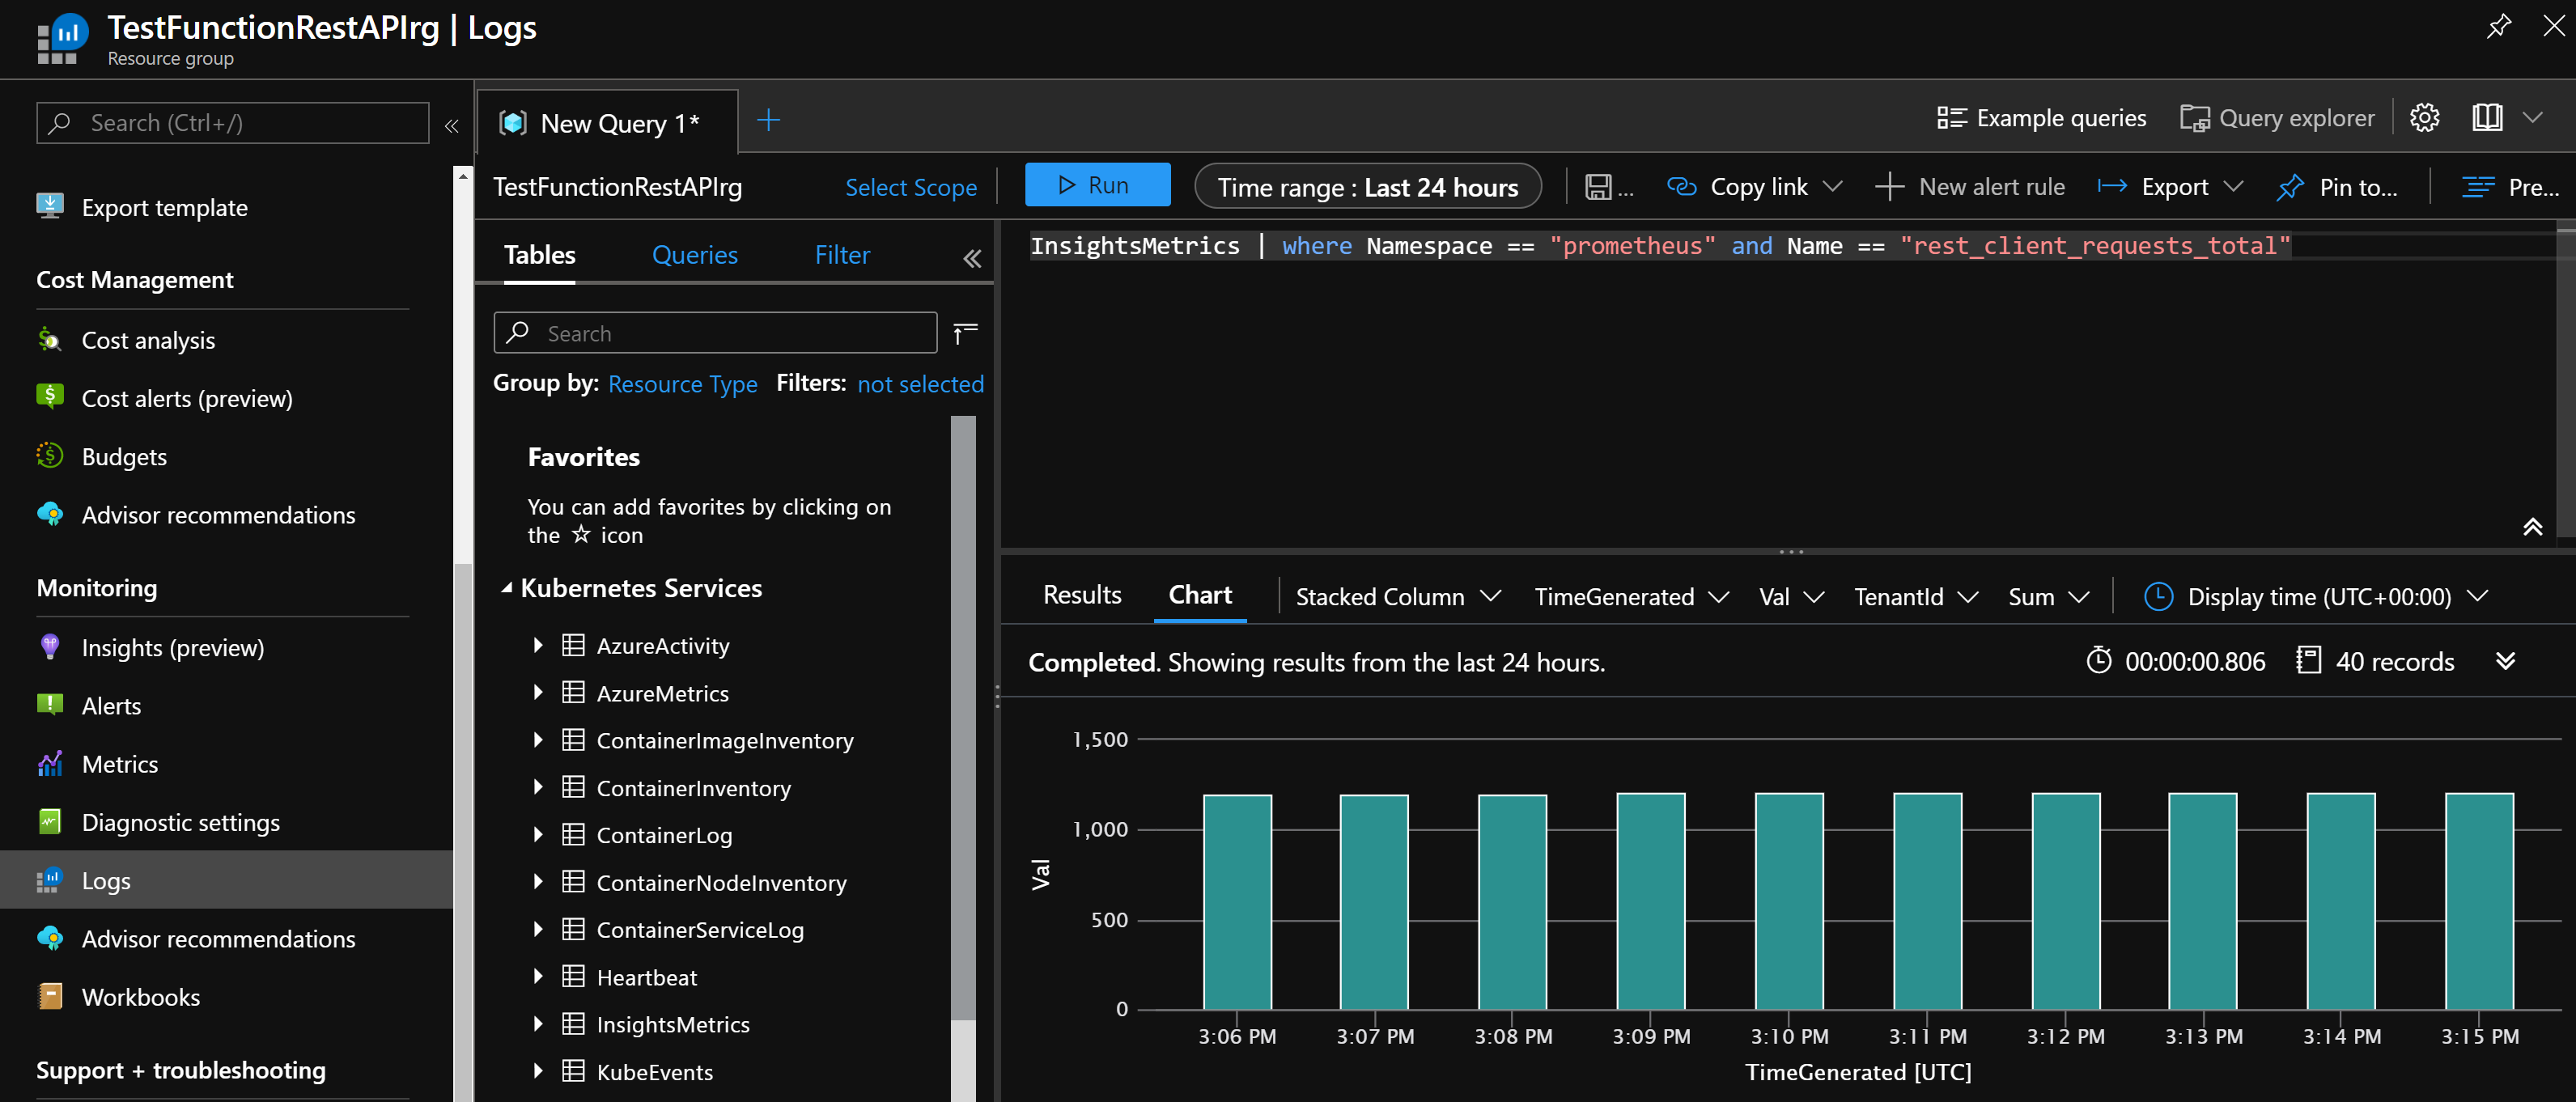 TestFunctionRestAPIrg | Logs
Resource group
Search (Ctrl+/)
Export template
Cost Management
Cost analysis
Cost alerts (preview)
Budgets
Advisor recommendations
Monitoring
Insights (preview)
Alerts
Metrics
Diagnostic settings
Logs
Advisor recommendations
Workbooks
Support + troubleshooting
New Query 1*
Example queries
Query explorer
TestFunctionRestAPIrg
Select Scope
Run
Time range : Last 24 hours
...
Copy link
New alert rule
Export
Pin to...
Pre...
Tables
Queries
Filter
Search
Group by: Resource Type Filters: not selected
Favorites
You can add favorites by clicking on
the ☆ icon
Kubernetes Services
AzureActivity
AzureMetrics
ContainerImageInventory
ContainerInventory
ContainerLog
ContainerNodeInventory
ContainerServiceLog
Heartbeat
InsightsMetrics
KubeEvents
InsightsMetrics | where Namespace == "prometheus" and Name == "rest_client_requests_total"
Results
Chart
Stacked Column
TimeGenerated
Val
TenantId
Sum
Display time (UTC+00:00)
Completed. Showing results from the last 24 hours.
00:00:00.806
40 records
1,500
1,000
500
0
Val
3:06 PM 3:07 PM 3:08 PM 3:09 PM 3:10 PM 3:11 PM 3:12 PM 3:13 PM 3:14 PM 3:15 PM
TimeGenerated [UTC]